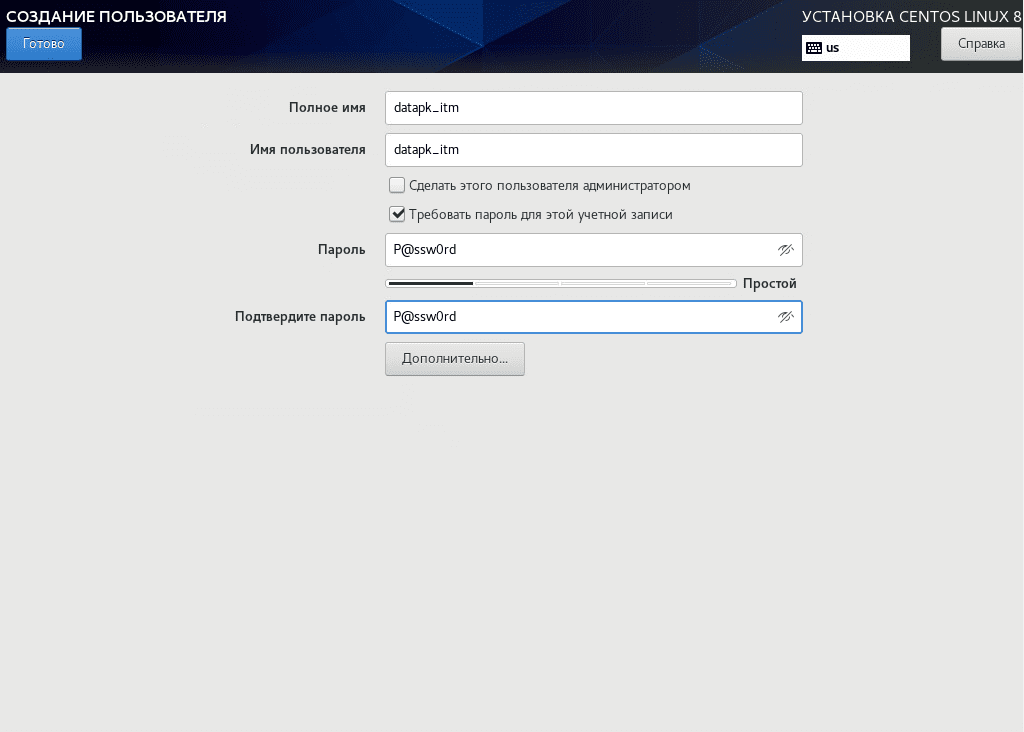 СОЗДАНИЕ ПОЛЬЗОВАТЕЛЯ
УСТАНОВКА CENTOS LINUX 8
Готово
us
Справка
Полное имя
datapk_itm
Имя пользователя
datapk_itm
Сделать этого пользователя администратором
Требовать пароль для этой учетной записи
Пароль
P@ssw0rd
Простой
Подтвердите пароль
P@ssw0rd
Дополнительно...